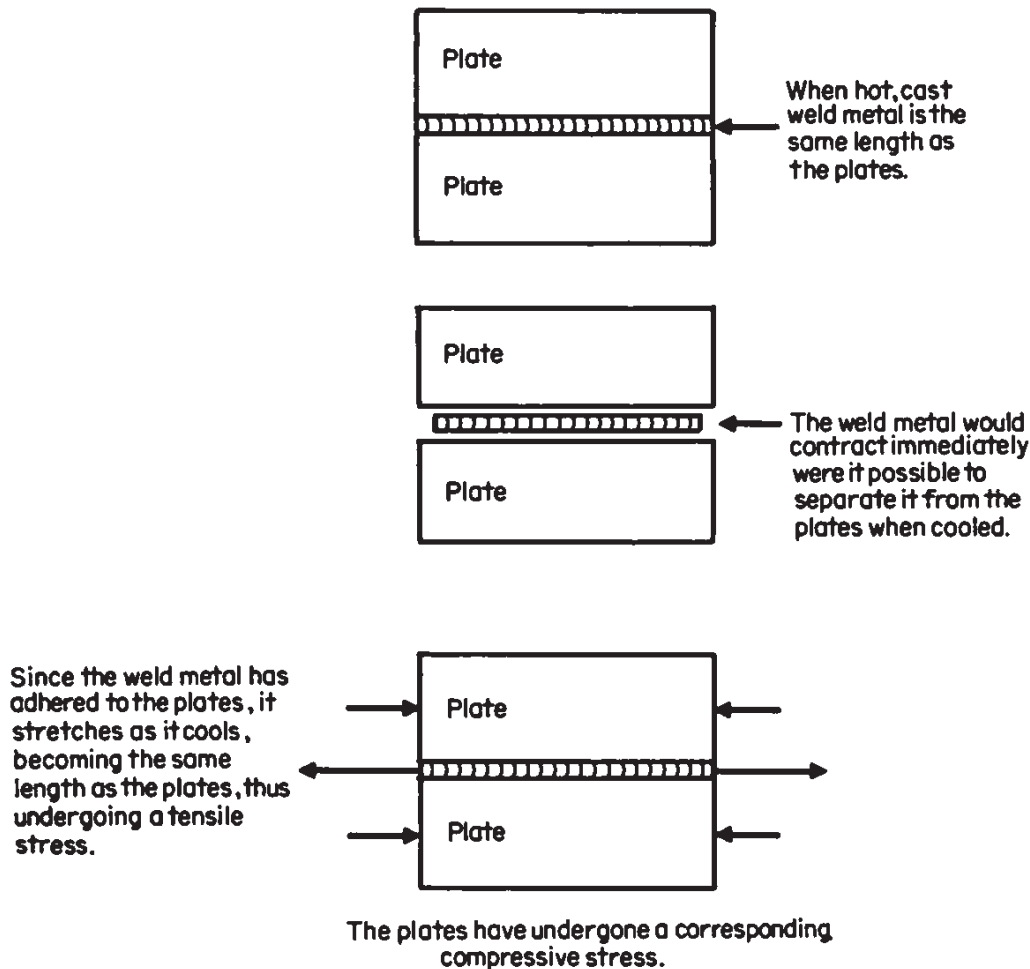 Plate
When hot, cast
weld metal is the
same length as
the plates.
Plate
Plate
The weld metal would
contract immediately
were it possible to
separate it from the
plates when cooled.
Plate
Since the weld metal has
adhered to the plates, it
stretches as it cools,
becoming the same
length as the plates, thus
undergoing a tensile
stress.
Plate
Plate
The plates have undergone a corresponding
compressive stress.